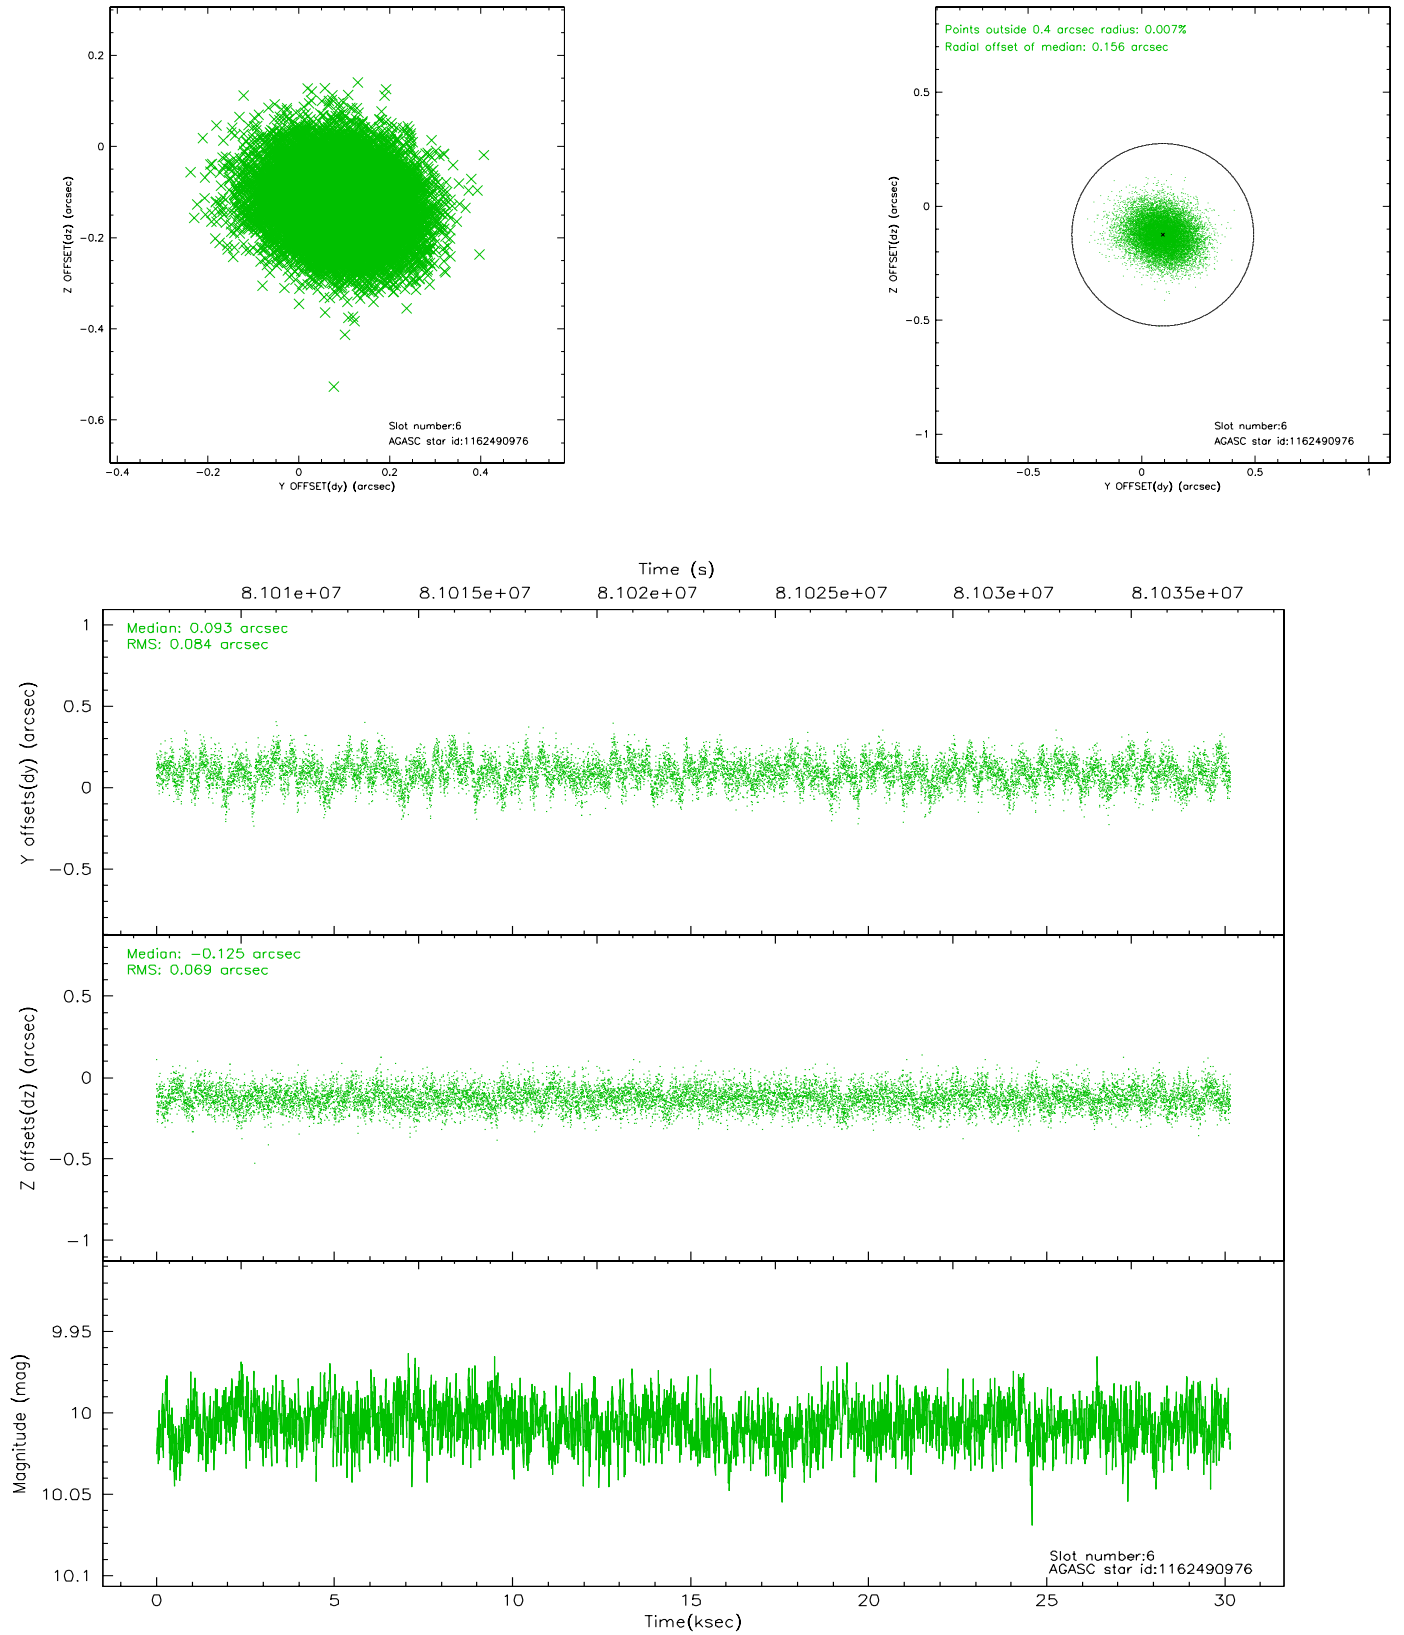 0.2
0
−0.2
−0.4
−0.6
Z OFFSET(dz) (arcsec)
−0.4 −0.2 0 0.2 0.4
Y OFFSET(dy) (arcsec)
Slot number:6
AGASC star id:1162490976
Points outside 0.4 arcsec radius: 0.007%
Radial offset of median: 0.156 arcsec
0.5
0
−0.5
−1
Z OFFSET(dz) (arcsec)
−0.5 0 0.5 1
Y OFFSET(dy) (arcsec)
Slot number:6
AGASC star id:1162490976
Time (s)
8.101e+07 8.1015e+07 8.102e+07 8.1025e+07 8.103e+07 8.1035e+07
Median: 0.093 arcsec
RMS: 0.084 arcsec
1
0.5
0
−0.5
Y offsets(dy) (arcsec)
Median: −0.125 arcsec
RMS: 0.069 arcsec
0.5
0
−0.5
−1
Z offsets(dz) (arcsec)
9.95
10
10.05
10.1
Magnitude (mag)
Slot number:6
AGASC star id:1162490976
0 5 10 15 20 25 30
Time(ksec)